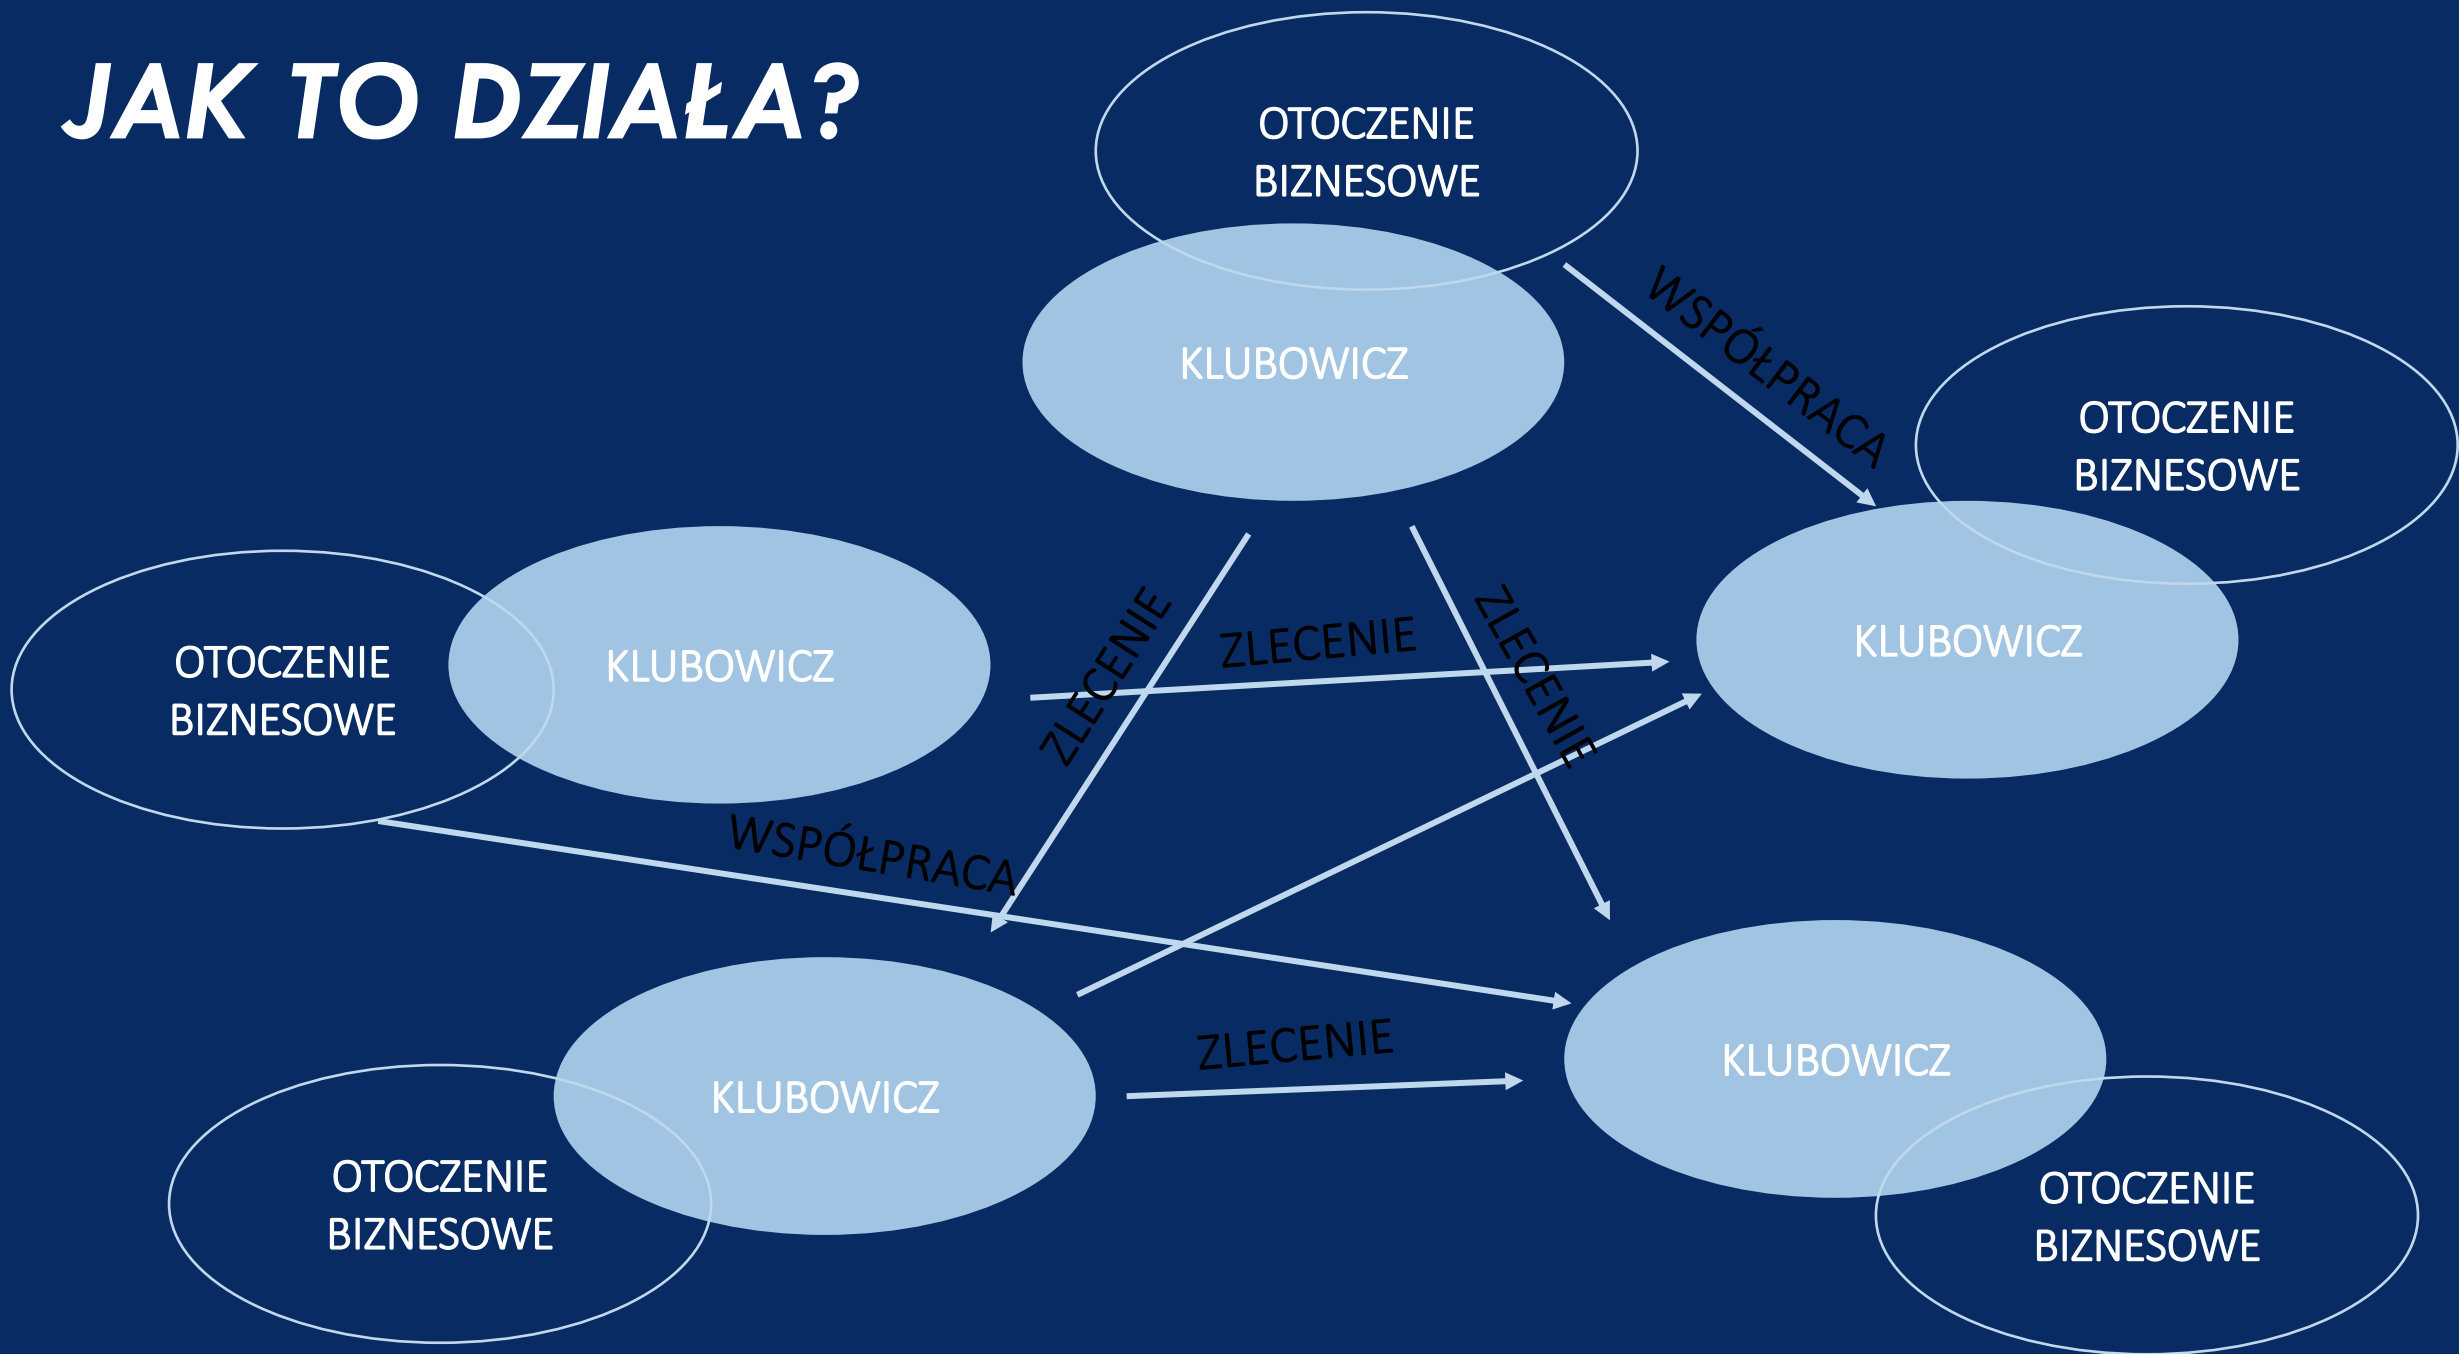 JAK TO DZIAŁA?
OTOCZENIE
BIZNESOWE
KLUBOWICZ
WSPÓŁPRACA
OTOCZENIE
BIZNESOWE
KLUBOWICZ
OTOCZENIE
BIZNESOWE
KLUBOWICZ
ZLECENIE
ZLECENIE
ZLECENIE
WSPÓŁPRACA
ZLECENIE
KLUBOWICZ
OTOCZENIE
BIZNESOWE
KLUBOWICZ
OTOCZENIE
BIZNESOWE